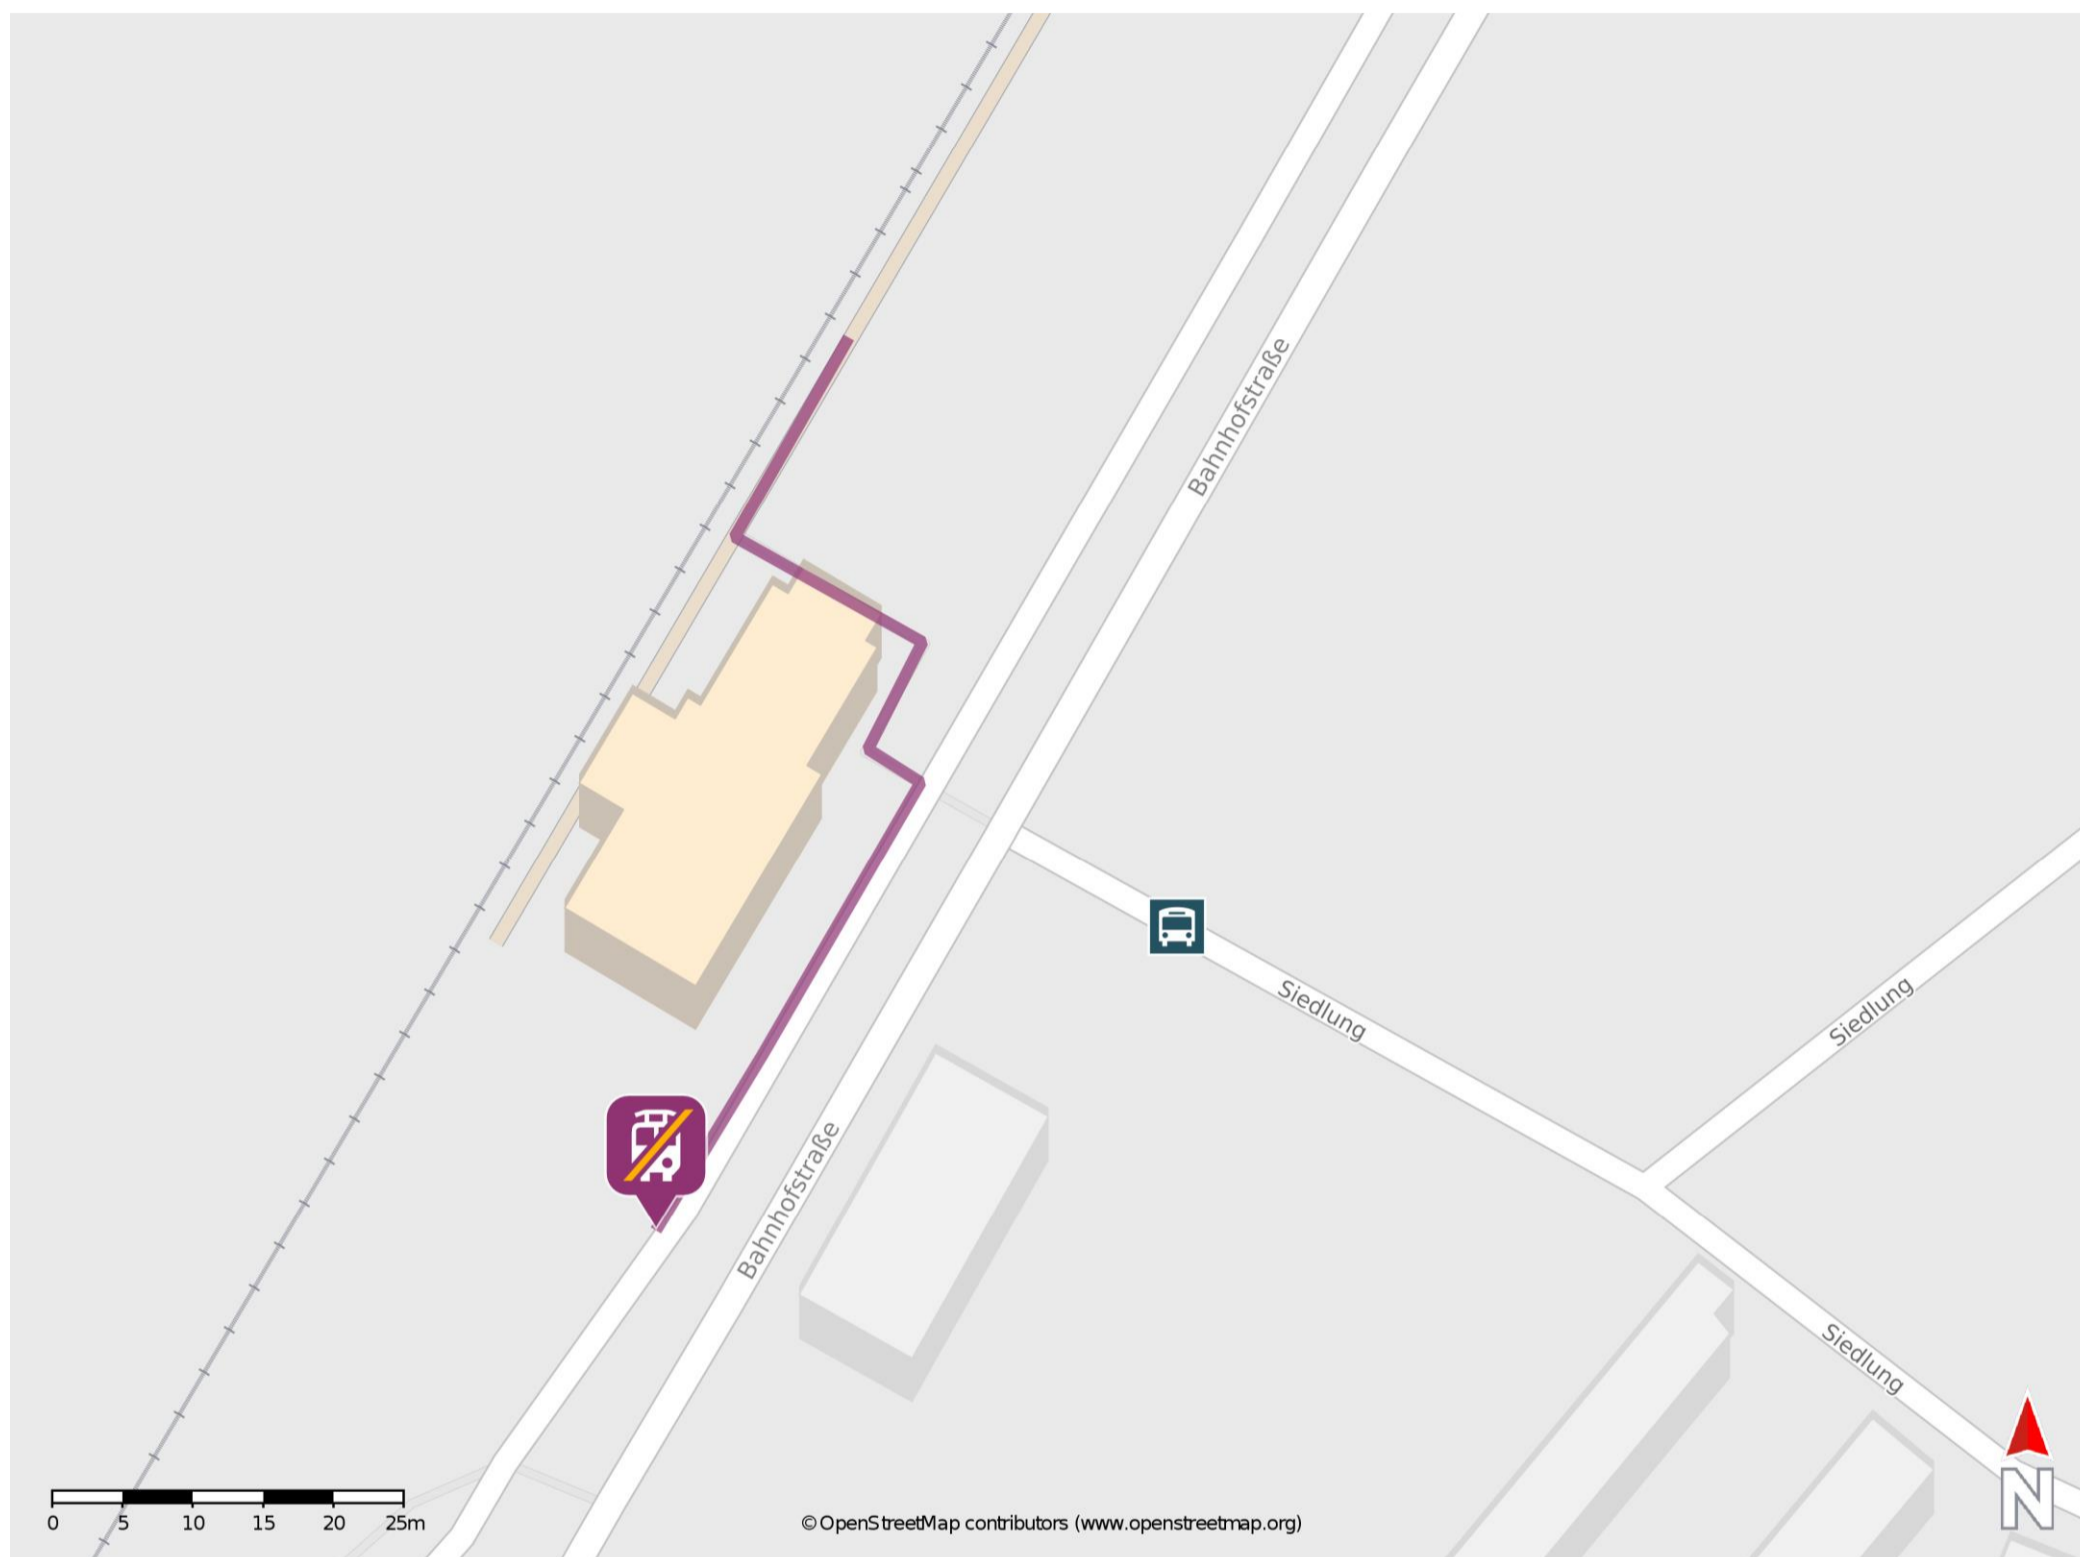 Bahnhofstraße
Siedlung
Siedlung
Bahnhofstraße
Siedlung
N
0 5 10 15 20 25m
© OpenStreetMap contributors (www.openstreetmap.org)